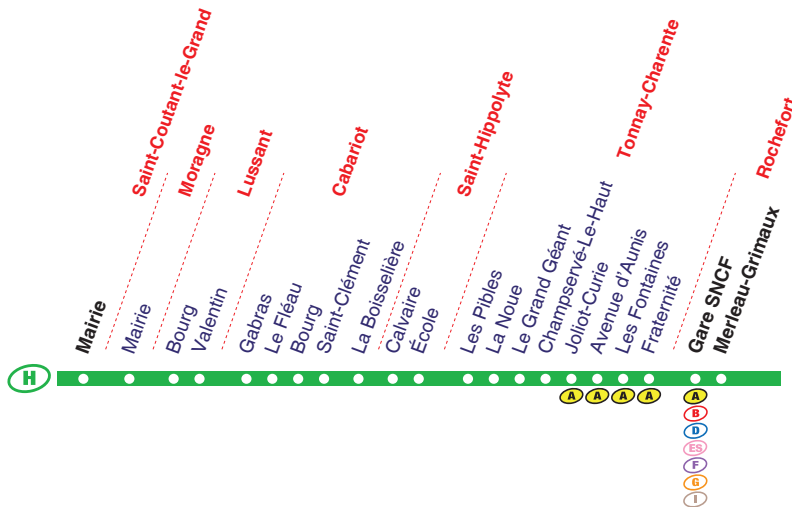 Saint-Coutant-le-Grand
Moragne
Lussant
Cabariot
Saint-Hippolyte
Tonnay-Charente
Rochefort
Mairie
Mairie
Bourg
Valentin
Gabras
Le Fléau
Bourg
Saint-Clément
La Boisselière
Calvaire
École
Les Pibles
La Noue
Le Grand Géant
Champservé-Le-Haut
Joliot-Curie
Avenue d'Aunis
Les Fontaines
Fraternité
Gare SNCF
Merleau-Grimaux
H
A A A A A
B
D
ES
F
G
I